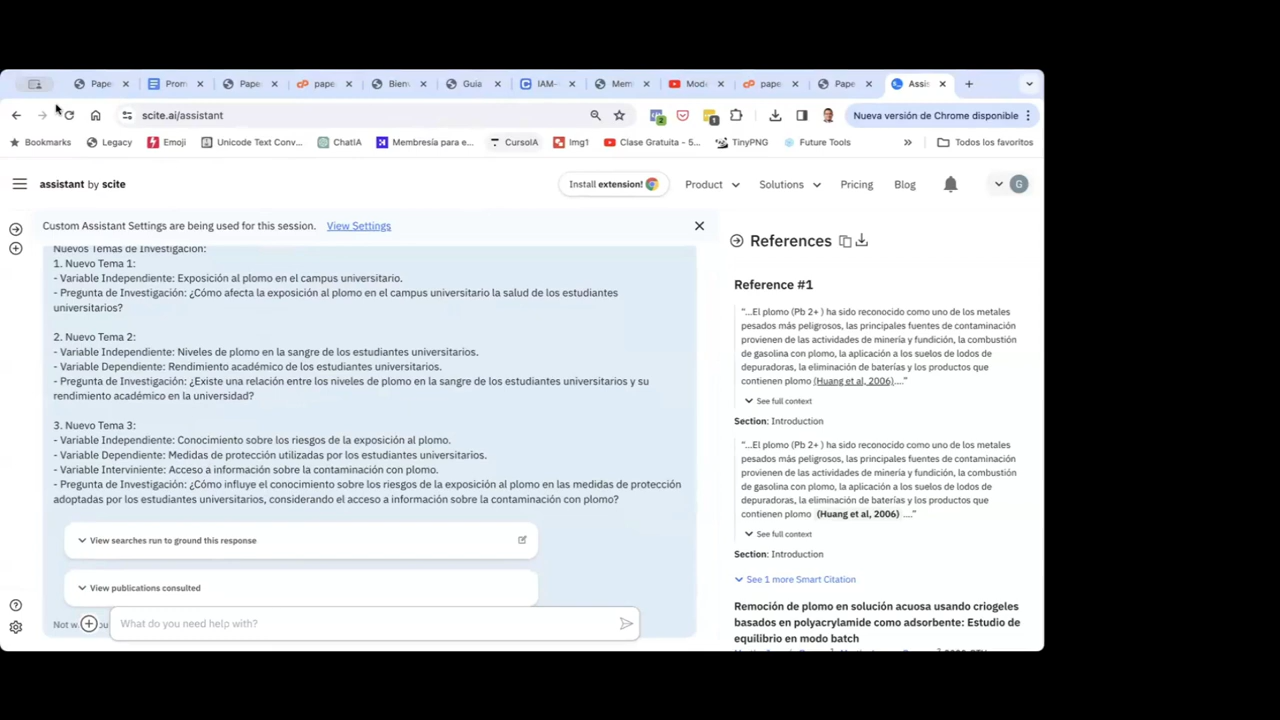 Pape
Prom
Pape
pape
Bien
Guia
IAM-
Mem
Mode
pape
Pape
Assis
scite.ai/assistant
2
1
Nueva versión de Chrome disponible
Bookmarks
Legacy
Emoji
Unicode Text Conv...
ChatIA
Membresía para e...
CursoIA
Img1
Clase Gratuita - 5...
TinyPNG
Future Tools
»
Todos los favoritos
assistant by scite
Install extension!
Product
Solutions
Pricing
Blog
G
Custom Assistant Settings are being used for this session. View Settings
Nuevos Temas de Investigación:
1. Nuevo Tema 1:
- Variable Independiente: Exposición al plomo en el campus universitario.
- Pregunta de Investigación: ¿Cómo afecta la exposición al plomo en el campus universitario la salud de los estudiantes
universitarios?
2. Nuevo Tema 2:
- Variable Independiente: Niveles de plomo en la sangre de los estudiantes universitarios.
- Variable Dependiente: Rendimiento académico de los estudiantes universitarios.
- Pregunta de Investigación: ¿Existe una relación entre los niveles de plomo en la sangre de los estudiantes universitarios y su
rendimiento académico en la universidad?
3. Nuevo Tema 3:
- Variable Independiente: Conocimiento sobre los riesgos de la exposición al plomo.
- Variable Dependiente: Medidas de protección utilizadas por los estudiantes universitarios.
- Variable Interviniente: Acceso a información sobre la contaminación con plomo.
- Pregunta de Investigación: ¿Cómo influye el conocimiento sobre los riesgos de la exposición al plomo en las medidas de protección
adoptadas por los estudiantes universitarios, considerando el acceso a información sobre la contaminación con plomo?
View searches run to ground this response
View publications consulted
Not w
ou
What do you need help with?
References
Reference #1
"...El plomo (Pb 2+ ) ha sido reconocido como uno de los metales
pesados más peligrosos, las principales fuentes de contaminación
provienen de las actividades de minería y fundición, la combustión
de gasolina con plomo, la aplicación a los suelos de lodos de
depuradoras, la eliminación de baterías y los productos que
contienen plomo (Huang et al, 2006)...."
See full context
Section: Introduction
"...El plomo (Pb 2+ ) ha sido reconocido como uno de los metales
pesados más peligrosos, las principales fuentes de contaminación
provienen de las actividades de minería y fundición, la combustión
de gasolina con plomo, la aplicación a los suelos de lodos de
depuradoras, la eliminación de baterías y los productos que
contienen plomo (Huang et al, 2006) ...."
See full context
Section: Introduction
See 1 more Smart Citation
Remoción de plomo en solución acuosa usando criogeles
basados en polyacrylamide como adsorbente: Estudio de
equilibrio en modo batch